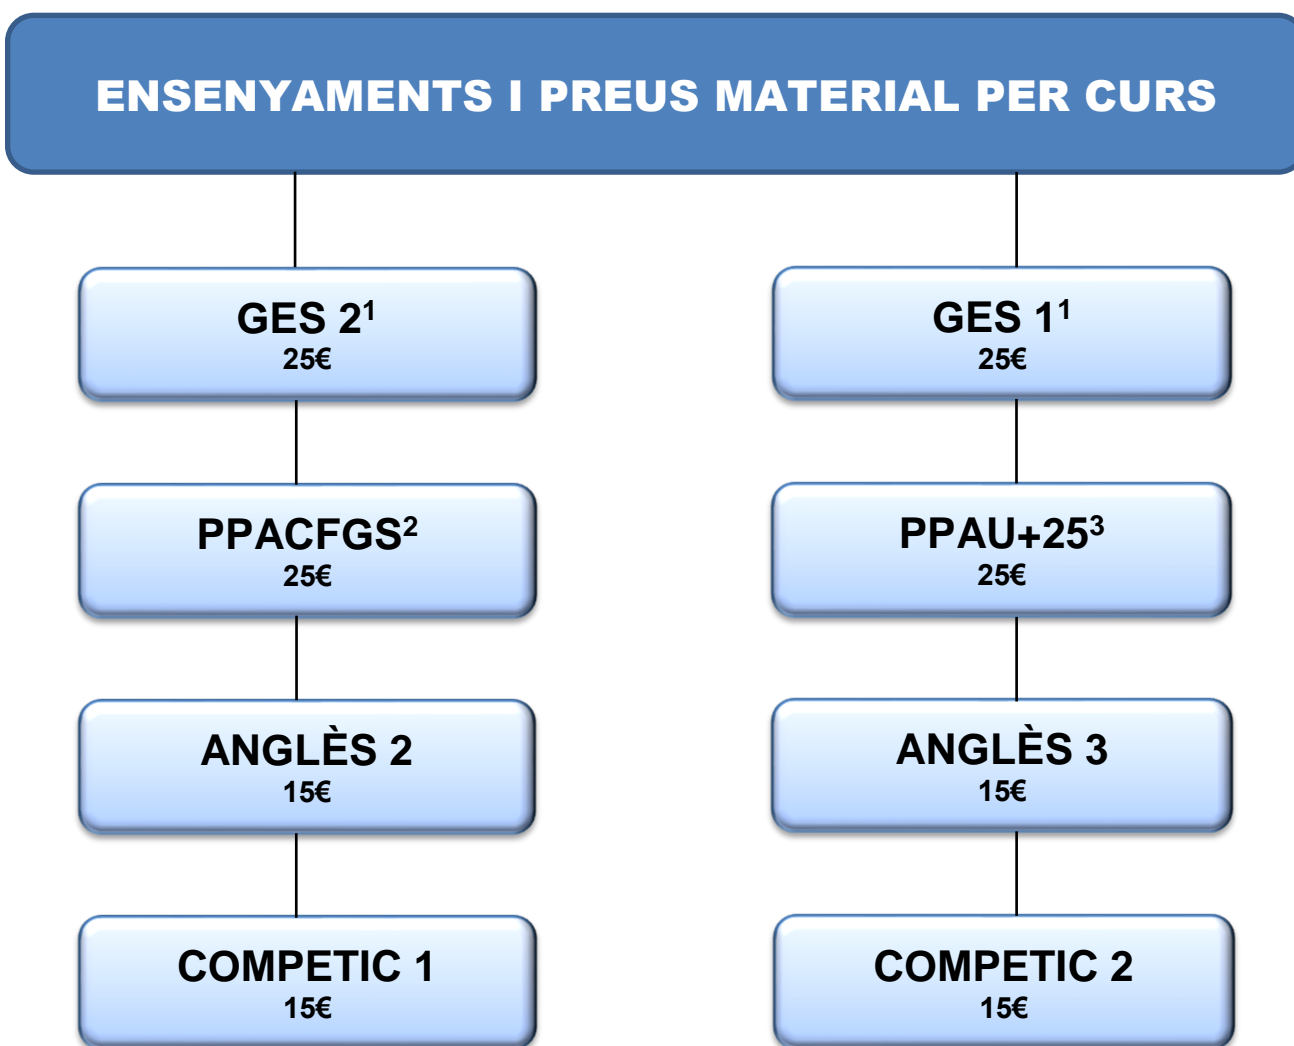 ENSENYAMENTS I PREUS MATERIAL PER CURS
GES 2¹
25€
GES 1¹
25€
PPACFGS²
25€
PPAU+25³
25€
ANGLÈS 2
15€
ANGLÈS 3
15€
COMPETIC 1
15€
COMPETIC 2
15€